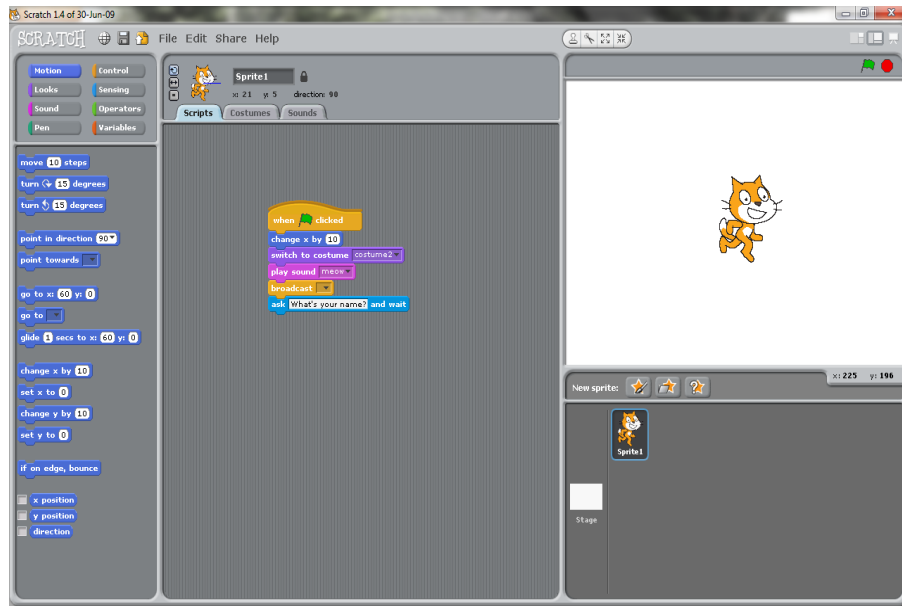 Scratch 1.4 of 30-Jun-09
SCRATCH File Edit Share Help
Motion Control
Looks Sensing
Sound Operators
Pen Variables
move 10 steps
turn 15 degrees
turn 15 degrees
point in direction 90
point towards
go to x: 60 y: 0
go to
glide 1 secs to x: 60 y: 0
change x by 10
set x to 0
change y by 10
set y to 0
if on edge, bounce
x position
y position
direction
Sprite1
x: 21 y: 5 direction: 90
Scripts Costumes Sounds
when clicked
change x by 10
switch to costume costume2
play sound meow
broadcast
ask What's your name? and wait
x: 225 y: 196
New sprite:
Sprite1
Stage